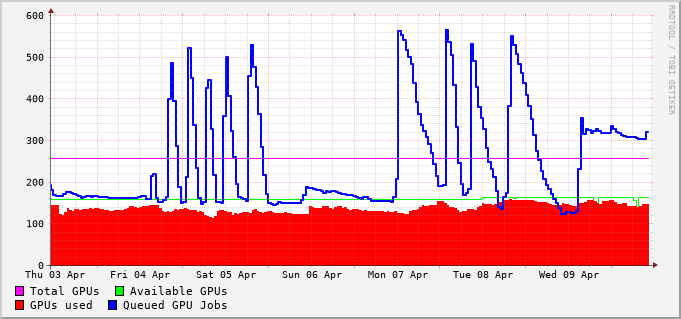 600
500
400
300
200
100
0
Thu 03 Apr Fri 04 Apr Sat 05 Apr Sun 06 Apr Mon 07 Apr Tue 08 Apr Wed 09 Apr
Total GPUs Available GPUs
GPUs used Queued GPU Jobs
RRDTOOL / TOBI OETIKER